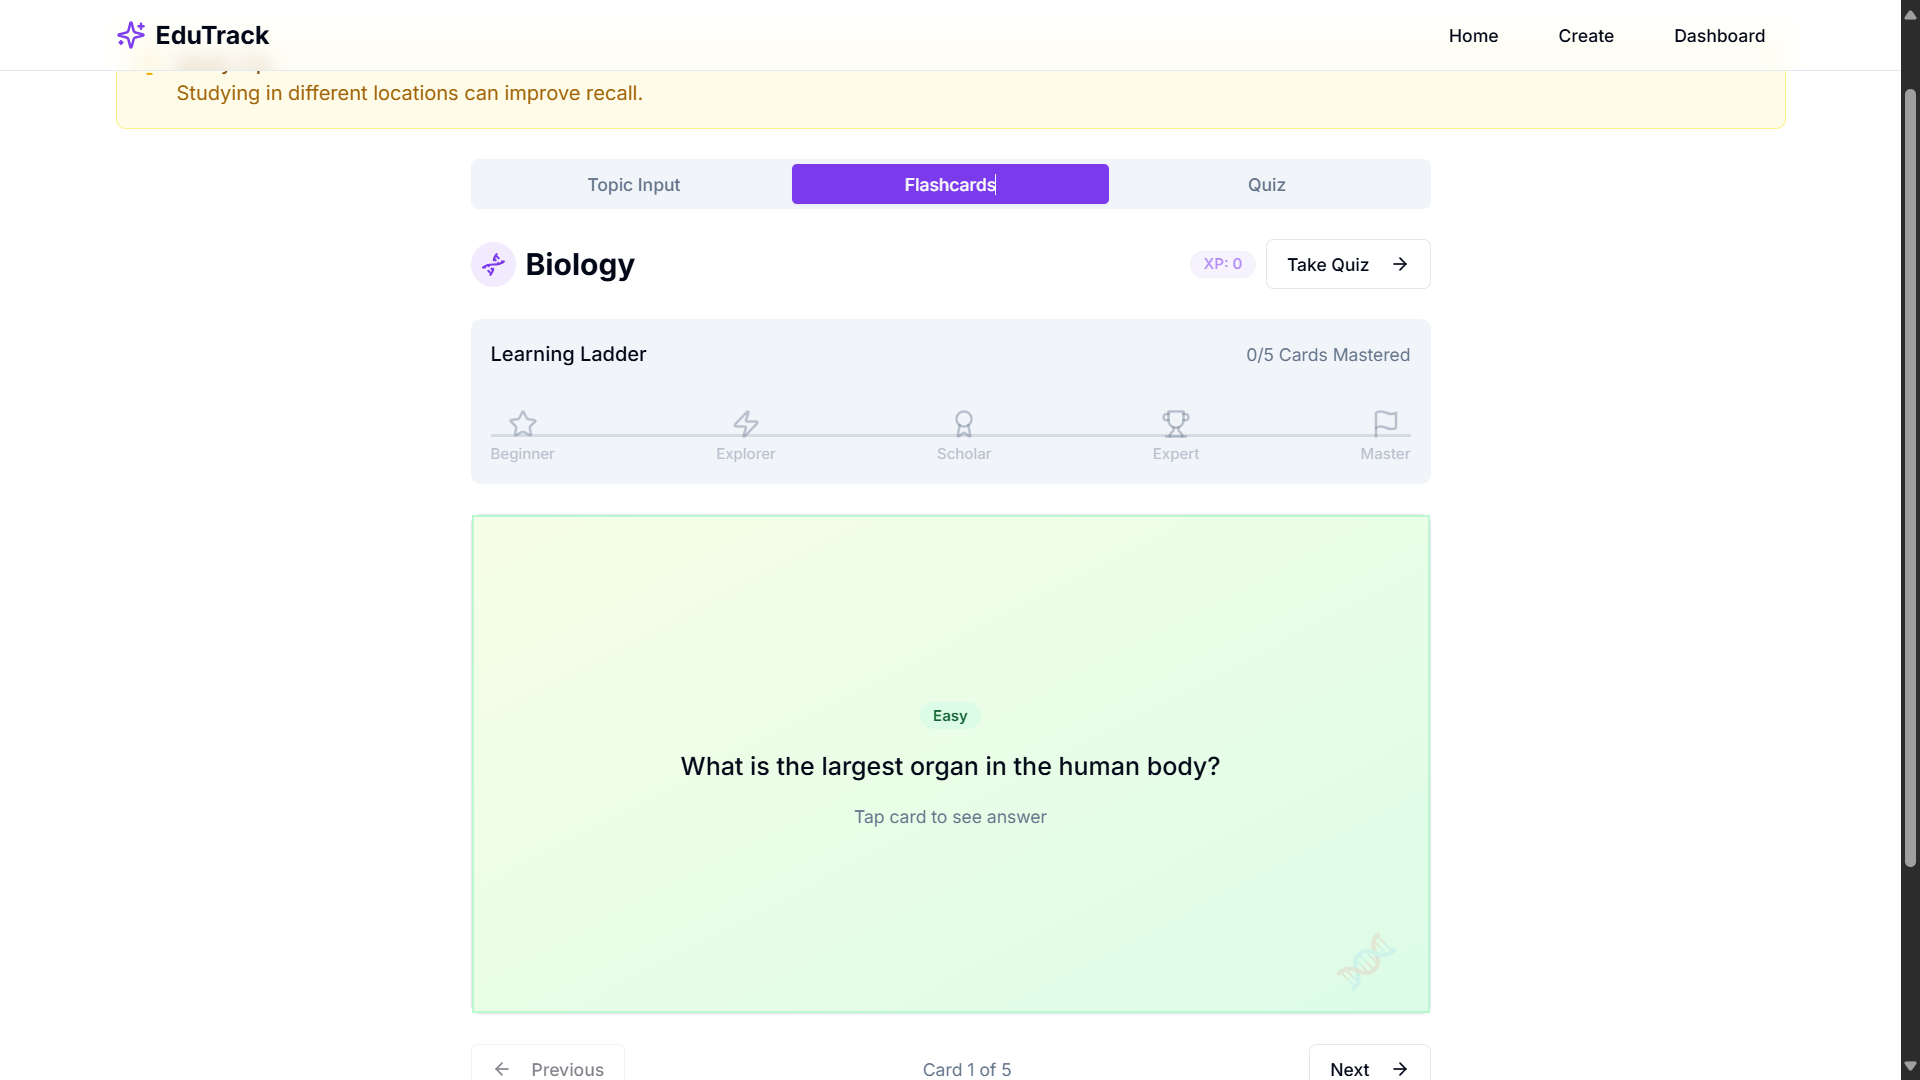 EduTrack
Home
Create
Dashboard
Studying in different locations can improve recall.
Topic Input
Flashcards
Quiz
Biology
XP: 0
Take Quiz
Learning Ladder
0/5 Cards Mastered
Beginner
Explorer
Scholar
Expert
Master
Easy
What is the largest organ in the human body?
Tap card to see answer
Previous
Card 1 of 5
Next